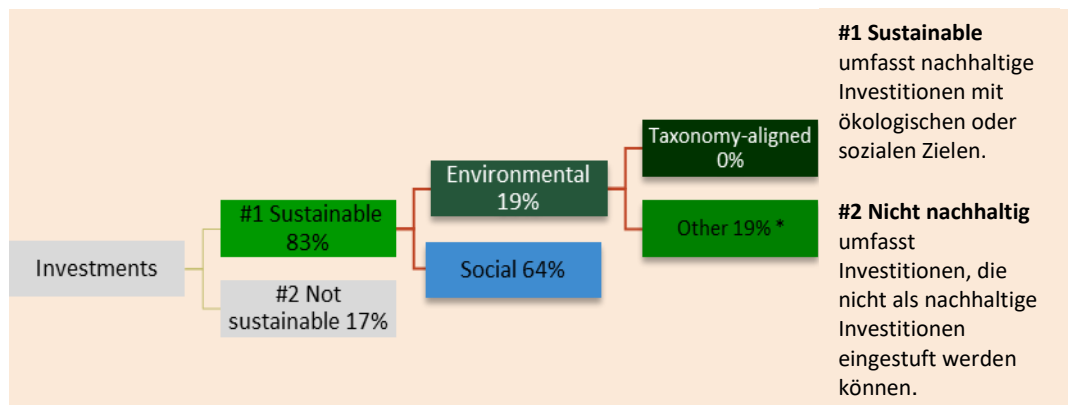 Investments
#1 Sustainable
83%
#2 Not
sustainable 17%
Environmental
19%
Social 64%
Taxonomy-aligned
0%
Other 19% *
#1 Sustainable
umfasst nachhaltige
Investitionen mit
ökologischen oder
sozialen Zielen.
#2 Nicht nachhaltig
umfasst
Investitionen, die
nicht als nachhaltige
Investitionen
eingestuft werden
können.